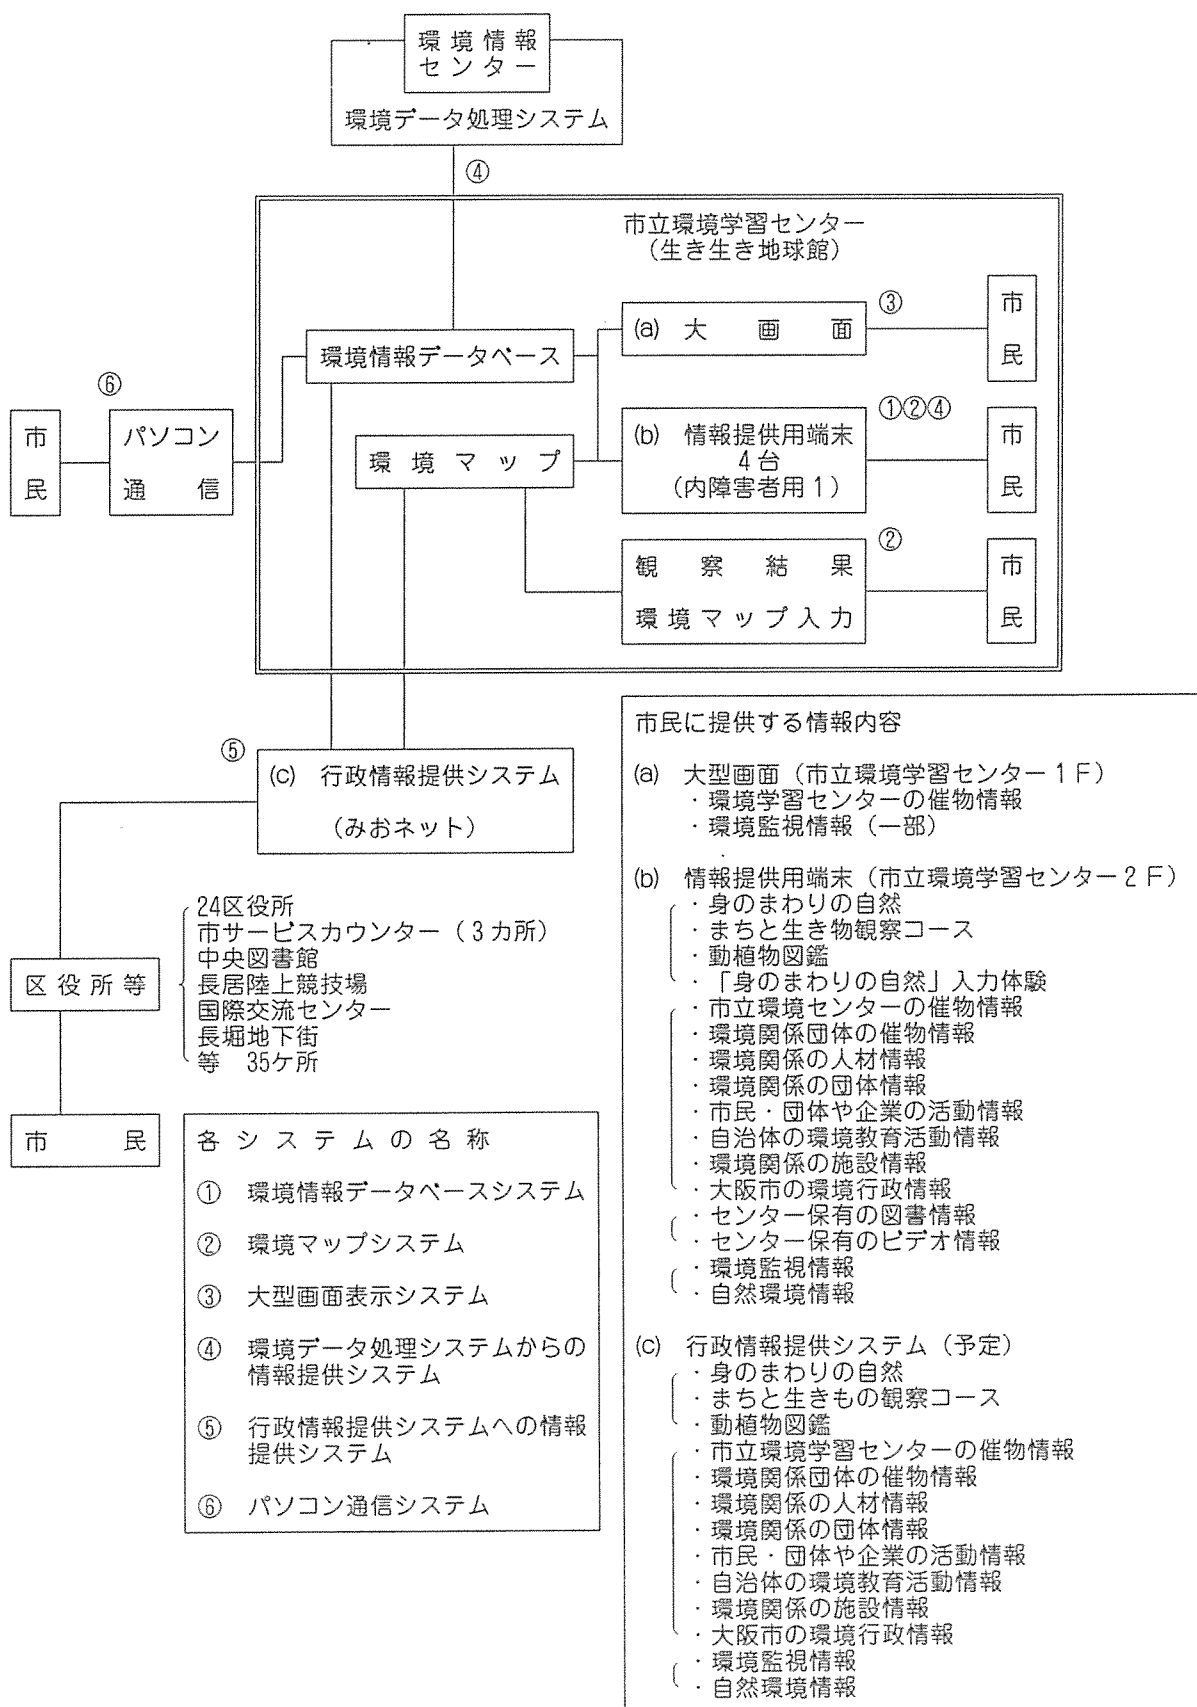 環境情報
センター
環境データ処理システム
④
市立環境学習センター
(生き生き地球館)
環境情報データベース
(a) 大画面
③
市民
⑥
市民
パソコン
通信
環境マップ
(b) 情報提供用端末
4台
(内障害者用1)
①②④
市民
観察結果
環境マップ入力
②
市民
⑤
(c) 行政情報提供システム
(みおネット)
区役所等
24区役所
市サービスカウンター(3カ所)
中央図書館
長居陸上競技場
国際交流センター
長堀地下街
等 35ケ所
市民
各システムの名称
① 環境情報データベースシステム
② 環境マップシステム
③ 大型画面表示システム
④ 環境データ処理システムからの
情報提供システム
⑤ 行政情報提供システムへの情報
提供システム
⑥ パソコン通信システム
市民に提供する情報内容
(a) 大型画面(市立環境学習センター1F)
・環境学習センターの催物情報
・環境監視情報(一部)
(b) 情報提供用端末(市立環境学習センター2F)
・身のまわりの自然
・まちと生き物観察コース
・動植物図鑑
・「身のまわりの自然」入力体験
・市立環境センターの催物情報
・環境関係団体の催物情報
・環境関係の人材情報
・環境関係の団体情報
・市民・団体や企業の活動情報
・自治体の環境教育活動情報
・環境関係の施設情報
・大阪市の環境行政情報
・センター保有の図書情報
・センター保有のビデオ情報
・環境監視情報
・自然環境情報
(c) 行政情報提供システム(予定)
・身のまわりの自然
・まちと生きもの観察コース
・動植物図鑑
・市立環境学習センターの催物情報
・環境関係団体の催物情報
・環境関係の人材情報
・環境関係の団体情報
・市民・団体や企業の活動情報
・自治体の環境教育活動情報
・環境関係の施設情報
・大阪市の環境行政情報
・環境監視情報
・自然環境情報